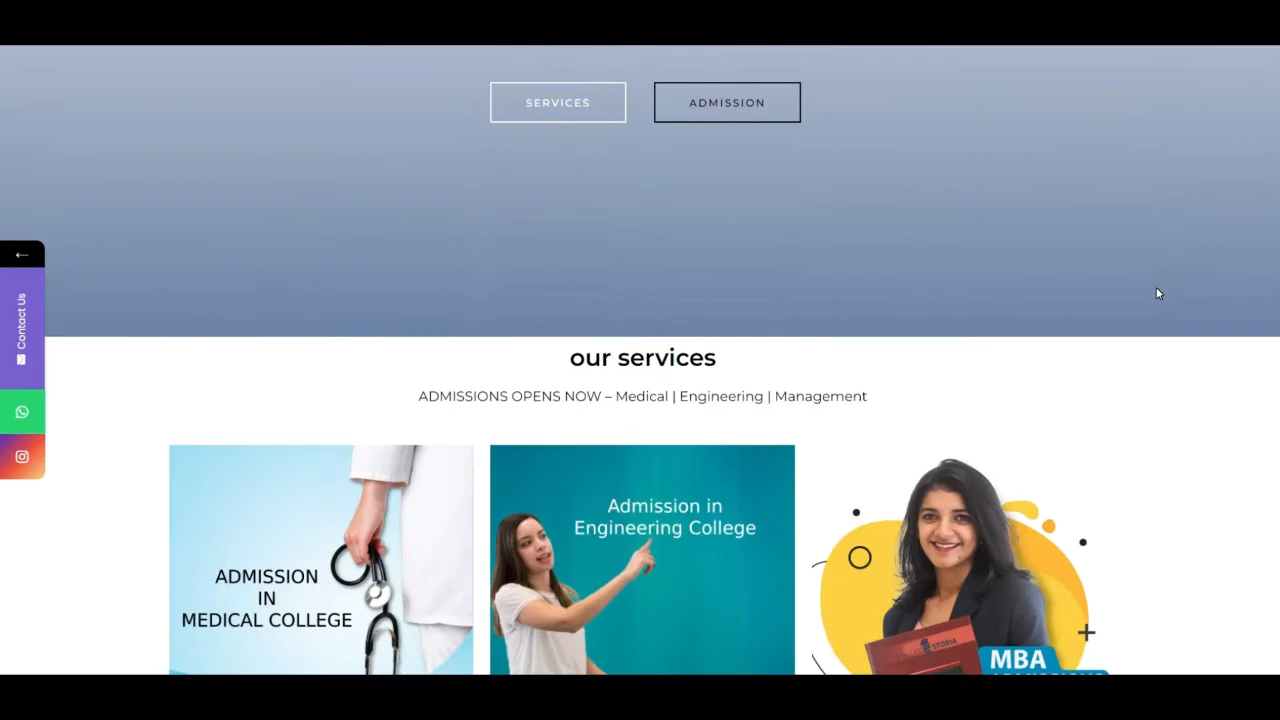 SERVICES
ADMISSION
Contact Us
our services
ADMISSIONS OPENS NOW – Medical | Engineering | Management
ADMISSION
IN
MEDICAL COLLEGE
Admission in
Engineering College
MBA